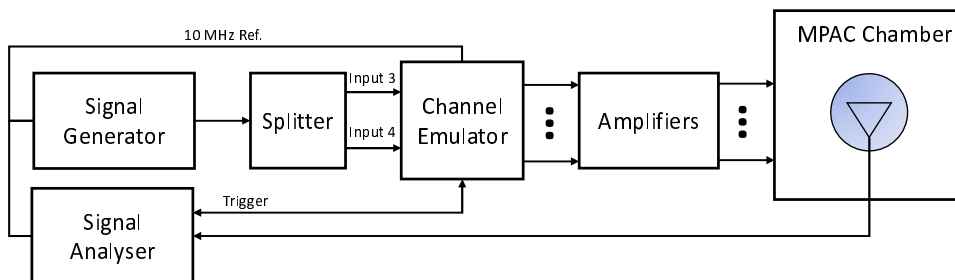 10 MHz Ref.
MPAC Chamber
Signal
Generator
Splitter
Input 3
Input 4
Channel
Emulator
Amplifiers
Trigger
Signal
Analyser